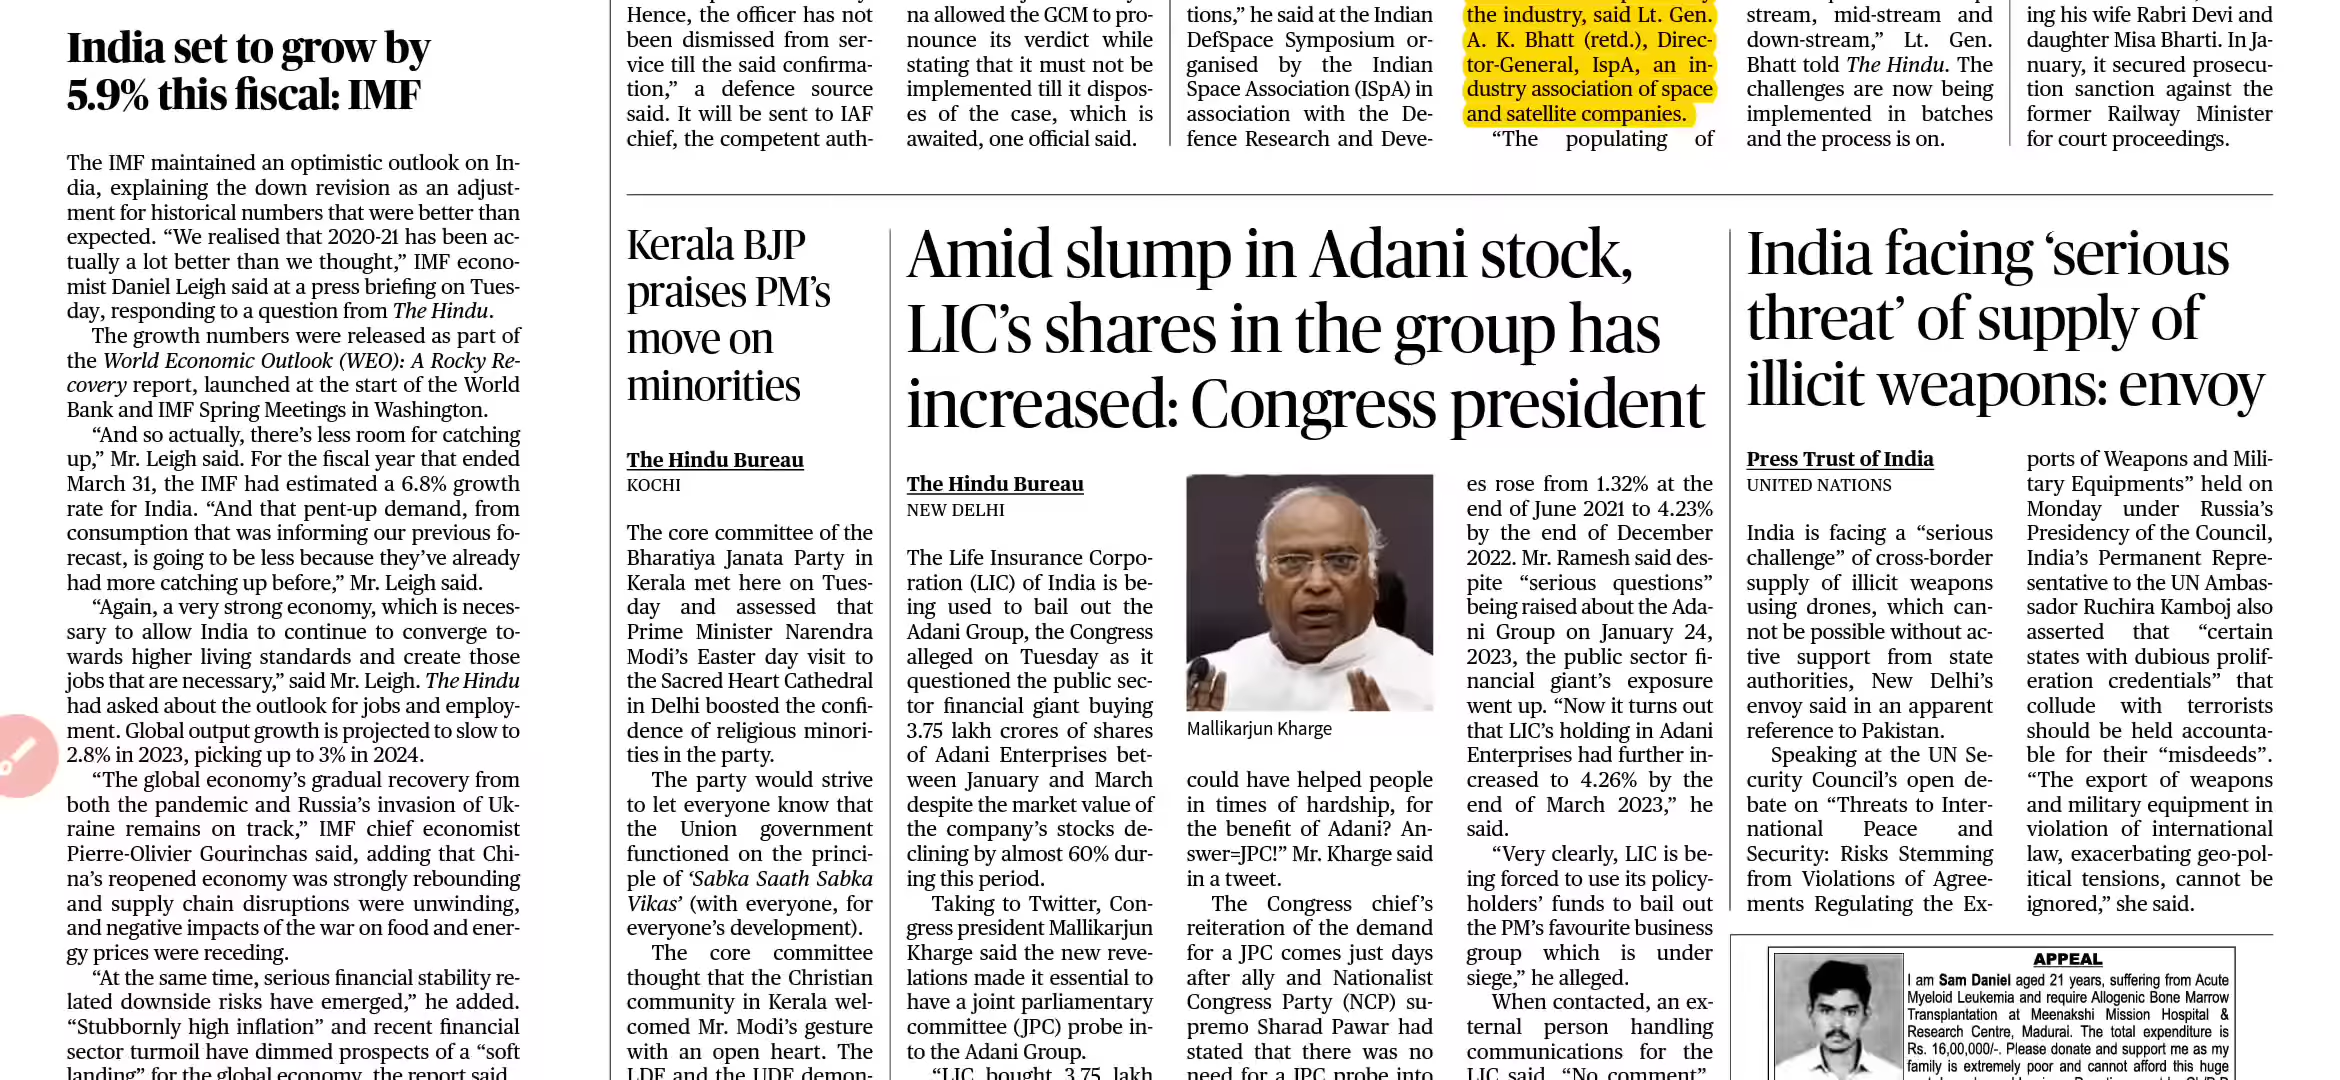 India set to grow by
5.9% this fiscal: IMF
The IMF maintained an optimistic outlook on In-
dia, explaining the down revision as an adjust-
ment for historical numbers that were better than
expected. “We realised that 2020-21 has been ac-
tually a lot better than we thought,” IMF econo-
mist Daniel Leigh said at a press briefing on Tues-
day, responding to a question from The Hindu.
The growth numbers were released as part of
the World Economic Outlook (WEO): A Rocky Re-
covery report, launched at the start of the World
Bank and IMF Spring Meetings in Washington.
“And so actually, there’s less room for catching
up,” Mr. Leigh said. For the fiscal year that ended
March 31, the IMF had estimated a 6.8% growth
rate for India. “And that pent-up demand, from
consumption that was informing our previous fo-
recast, is going to be less because they’ve already
had more catching up before,” Mr. Leigh said.
“Again, a very strong economy, which is neces-
sary to allow India to continue to converge to-
wards higher living standards and create those
jobs that are necessary,” said Mr. Leigh. The Hindu
had asked about the outlook for jobs and employ-
ment. Global output growth is projected to slow to
2.8% in 2023, picking up to 3% in 2024.
“The global economy’s gradual recovery from
both the pandemic and Russia’s invasion of Uk-
raine remains on track,” IMF chief economist
Pierre-Olivier Gourinchas said, adding that Chi-
na’s reopened economy was strongly rebounding
and supply chain disruptions were unwinding,
and negative impacts of the war on food and ener-
gy prices were receding.
“At the same time, serious financial stability re-
lated downside risks have emerged,” he added.
“Stubbornly high inflation” and recent financial
sector turmoil have dimmed prospects of a “soft
landing” for the global economy, the report said.
Hence, the officer has not
been dismissed from ser-
vice till the said confirma-
tion,” a defence source
said. It will be sent to IAF
chief, the competent auth-
na allowed the GCM to pro-
nounce its verdict while
stating that it must not be
implemented till it dispos-
es of the case, which is
awaited, one official said.
tions,” he said at the Indian
DefSpace Symposium or-
ganised by the Indian
Space Association (ISpA) in
association with the De-
fence Research and Deve-
the industry, said Lt. Gen.
A. K. Bhatt (retd.), Direc-
tor-General, IspA, an in-
dustry association of space
and satellite companies.
“The populating of
stream, mid-stream and
down-stream,” Lt. Gen.
Bhatt told The Hindu. The
challenges are now being
implemented in batches
and the process is on.
ing his wife Rabri Devi and
daughter Misa Bharti. In Ja-
nuary, it secured prosecu-
tion sanction against the
former Railway Minister
for court proceedings.
Kerala BJP
praises PM’s
move on
minorities
The Hindu Bureau
KOCHI
The core committee of the
Bharatiya Janata Party in
Kerala met here on Tues-
day and assessed that
Prime Minister Narendra
Modi’s Easter day visit to
the Sacred Heart Cathedral
in Delhi boosted the confi-
dence of religious minori-
ties in the party.
The party would strive
to let everyone know that
the Union government
functioned on the princi-
ple of ‘Sabka Saath Sabka
Vikas’ (with everyone, for
everyone’s development).
The core committee
thought that the Christian
community in Kerala wel-
comed Mr. Modi’s gesture
with an open heart. The
LDF and the UDF demon-
Amid slump in Adani stock,
LIC’s shares in the group has
increased: Congress president
The Hindu Bureau
NEW DELHI
The Life Insurance Corpo-
ration (LIC) of India is be-
ing used to bail out the
Adani Group, the Congress
alleged on Tuesday as it
questioned the public sec-
tor financial giant buying
3.75 lakh crores of shares
of Adani Enterprises bet-
ween January and March
despite the market value of
the company’s stocks de-
clining by almost 60% dur-
ing this period.
Taking to Twitter, Con-
gress president Mallikarjun
Kharge said the new reve-
lations made it essential to
have a joint parliamentary
committee (JPC) probe in-
to the Adani Group.
“LIC bought 3.75 lakh
Mallikarjun Kharge
could have helped people
in times of hardship, for
the benefit of Adani? An-
swer=JPC!” Mr. Kharge said
in a tweet.
The Congress chief’s
reiteration of the demand
for a JPC comes just days
after ally and Nationalist
Congress Party (NCP) su-
premo Sharad Pawar had
stated that there was no
need for a JPC probe into
es rose from 1.32% at the
end of June 2021 to 4.23%
by the end of December
2022. Mr. Ramesh said des-
pite “serious questions”
being raised about the Ada-
ni Group on January 24,
2023, the public sector fi-
nancial giant’s exposure
went up. “Now it turns out
that LIC’s holding in Adani
Enterprises had further in-
creased to 4.26% by the
end of March 2023,” he
said.
“Very clearly, LIC is be-
ing forced to use its policy-
holders’ funds to bail out
the PM’s favourite business
group which is under
siege,” he alleged.
When contacted, an ex-
ternal person handling
communications for the
LIC said, “No comment”.
India facing ‘serious
threat’ of supply of
illicit weapons: envoy
Press Trust of India
UNITED NATIONS
India is facing a “serious
challenge” of cross-border
supply of illicit weapons
using drones, which can-
not be possible without ac-
tive support from state
authorities, New Delhi’s
envoy said in an apparent
reference to Pakistan.
Speaking at the UN Se-
curity Council’s open de-
bate on “Threats to Inter-
national Peace and
Security: Risks Stemming
from Violations of Agree-
ments Regulating the Ex-
ports of Weapons and Mili-
tary Equipments” held on
Monday under Russia’s
Presidency of the Council,
India’s Permanent Repre-
sentative to the UN Ambas-
sador Ruchira Kamboj also
asserted that “certain
states with dubious prolif-
eration credentials” that
collude with terrorists
should be held accounta-
ble for their “misdeeds”.
“The export of weapons
and military equipment in
violation of international
law, exacerbating geo-pol-
itical tensions, cannot be
ignored,” she said.
APPEAL
I am Sam Daniel aged 21 years, suffering from Acute
Myeloid Leukemia and require Allogenic Bone Marrow
Transplantation at Meenakshi Mission Hospital &
Research Centre, Madurai. The total expenditure is
Rs. 16,00,000/-. Please donate and support me as my
family is extremely poor and cannot afford this huge